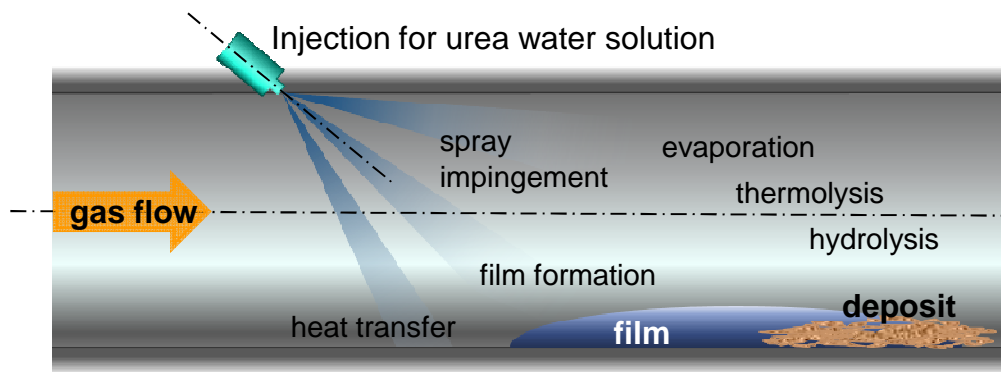 Injection for urea water solution
spray
impingement
evaporation
thermolysis
gas flow
hydrolysis
film formation
deposit
heat transfer
film